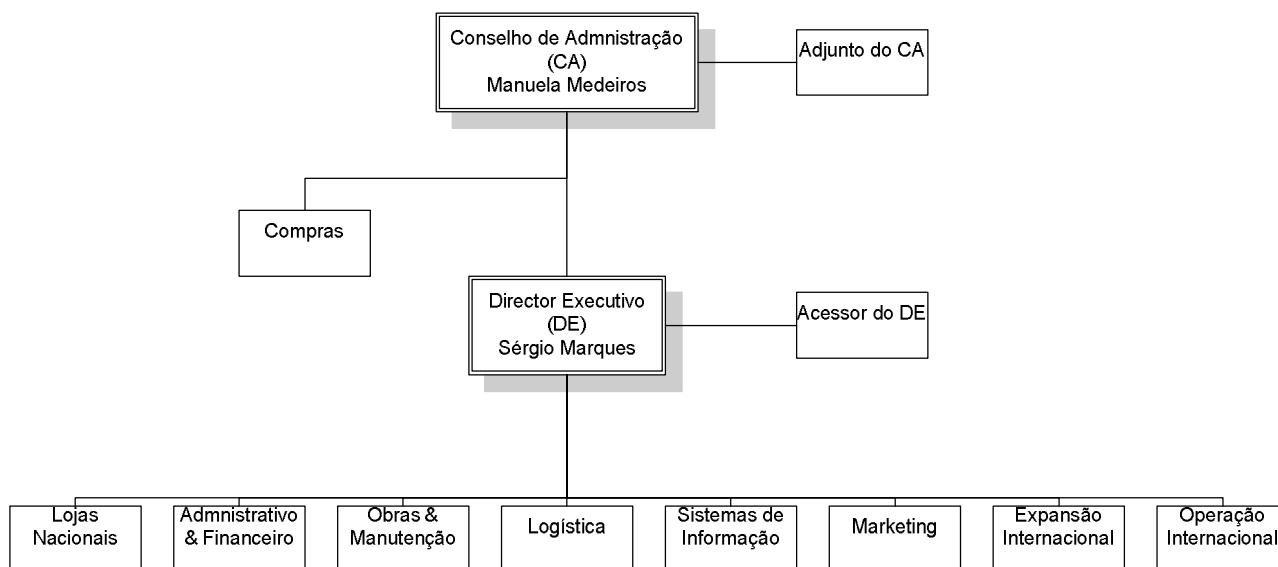 Conselho de Admnistração
(CA)
Manuela Medeiros
Adjunto do CA
Compras
Director Executivo
(DE)
Sérgio Marques
Acessor do DE
Lojas
Nacionais
Admnistrativo
& Financeiro
Obras &
Manutenção
Logística
Sistemas de
Informação
Marketing
Expansão
Internacional
Operação
Internacional